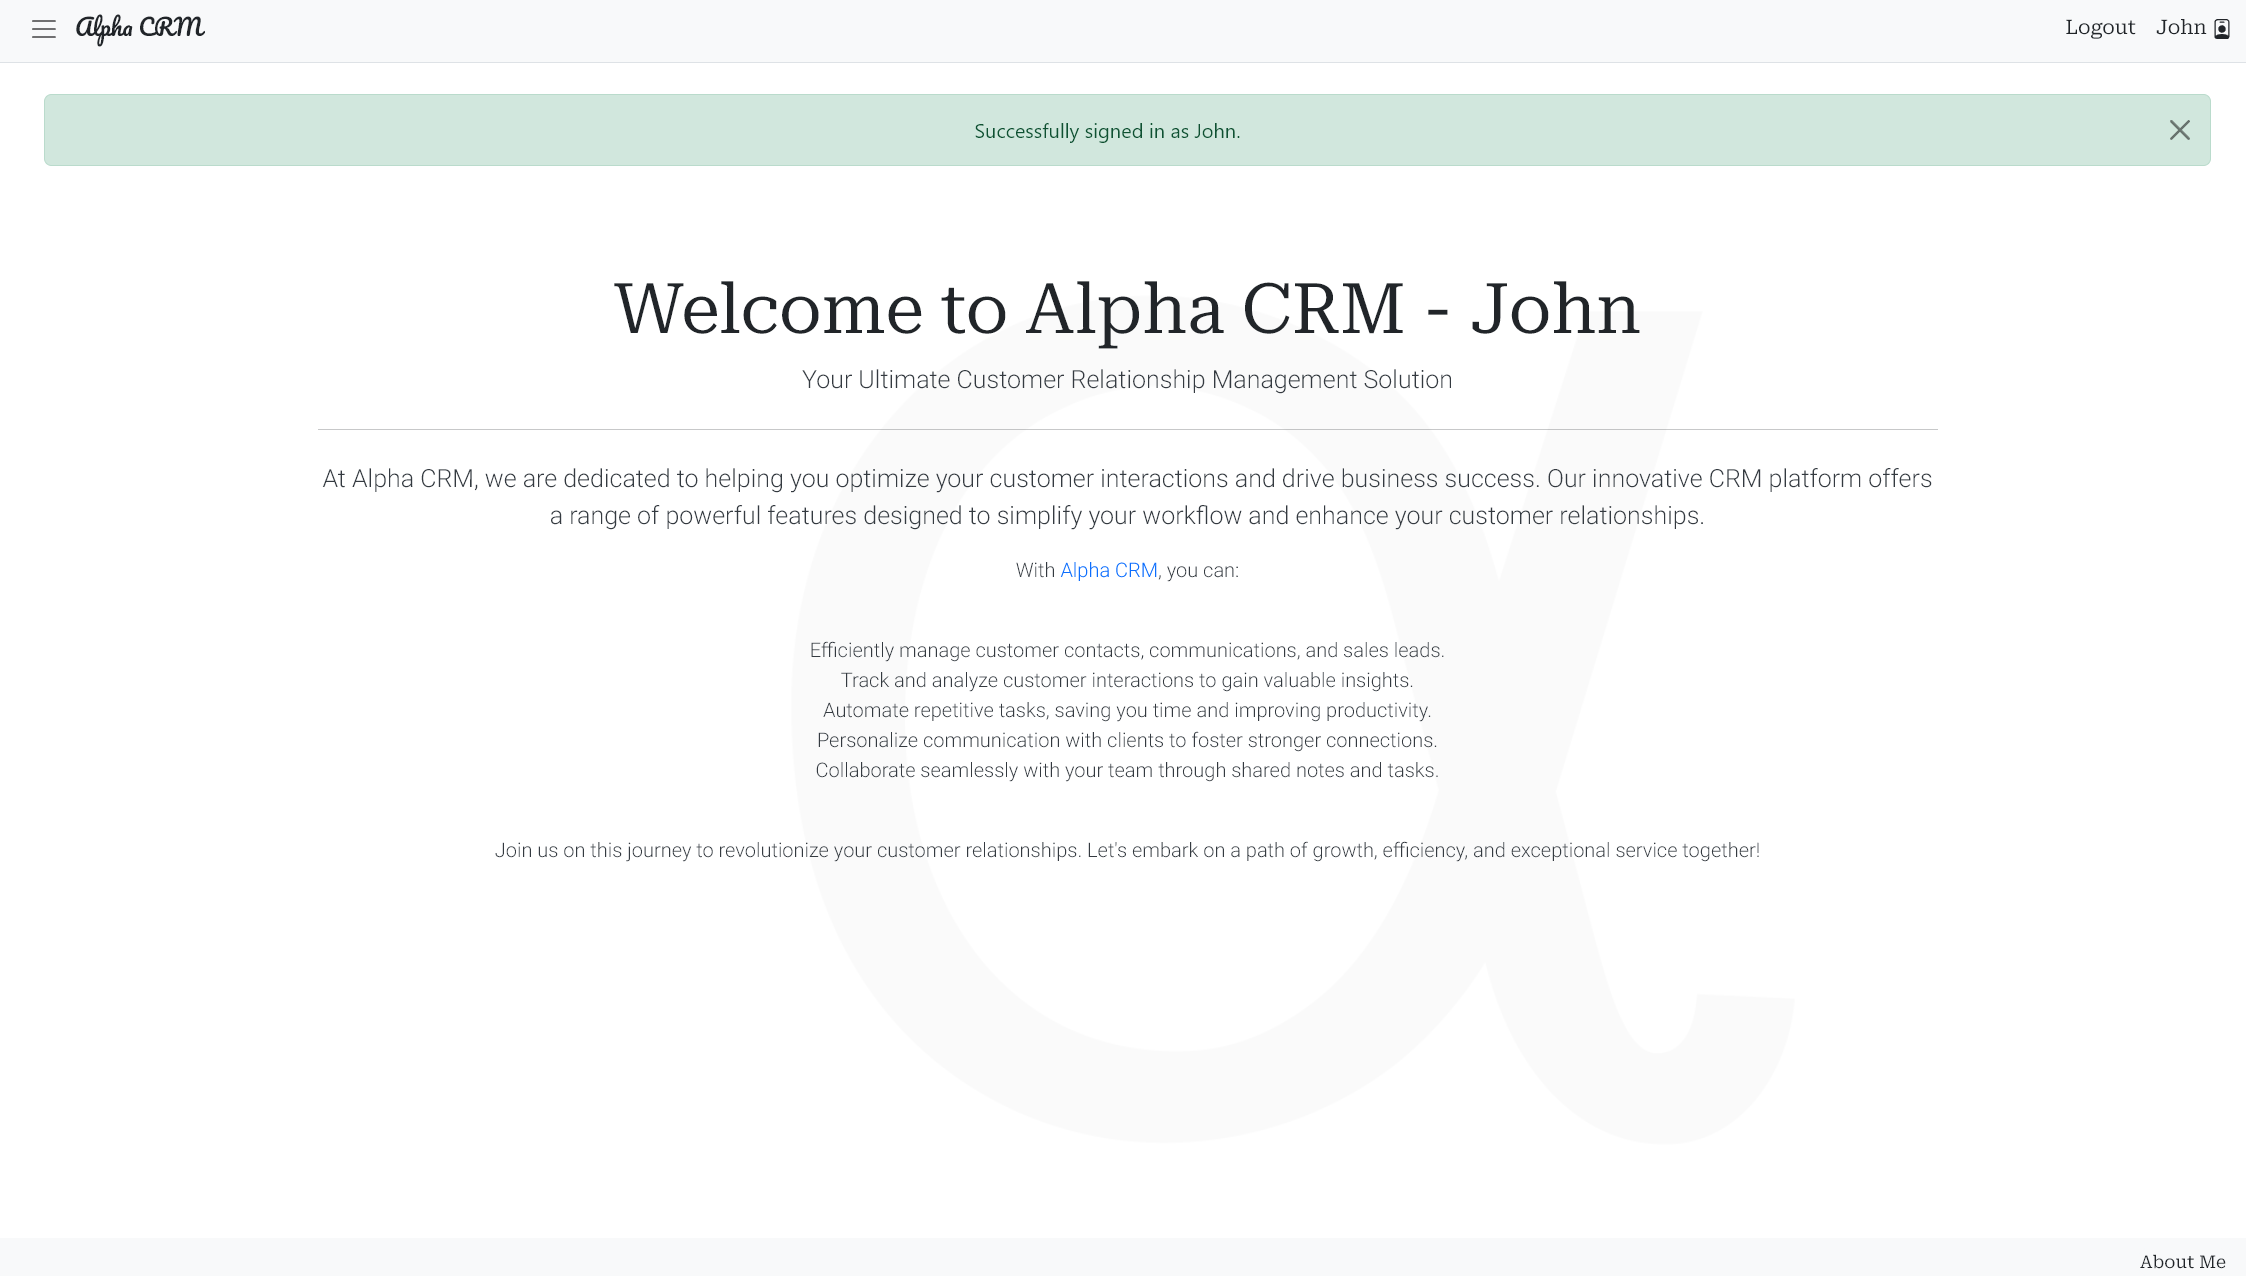 Alpha CRM
Logout
John
Successfully signed in as John.
Welcome to Alpha CRM - John
Your Ultimate Customer Relationship Management Solution
At Alpha CRM, we are dedicated to helping you optimize your customer interactions and drive business success. Our innovative CRM platform offers
a range of powerful features designed to simplify your workflow and enhance your customer relationships.
With Alpha CRM, you can:
Efficiently manage customer contacts, communications, and sales leads.
Track and analyze customer interactions to gain valuable insights.
Automate repetitive tasks, saving you time and improving productivity.
Personalize communication with clients to foster stronger connections.
Collaborate seamlessly with your team through shared notes and tasks.
Join us on this journey to revolutionize your customer relationships. Let's embark on a path of growth, efficiency, and exceptional service together!
About Me